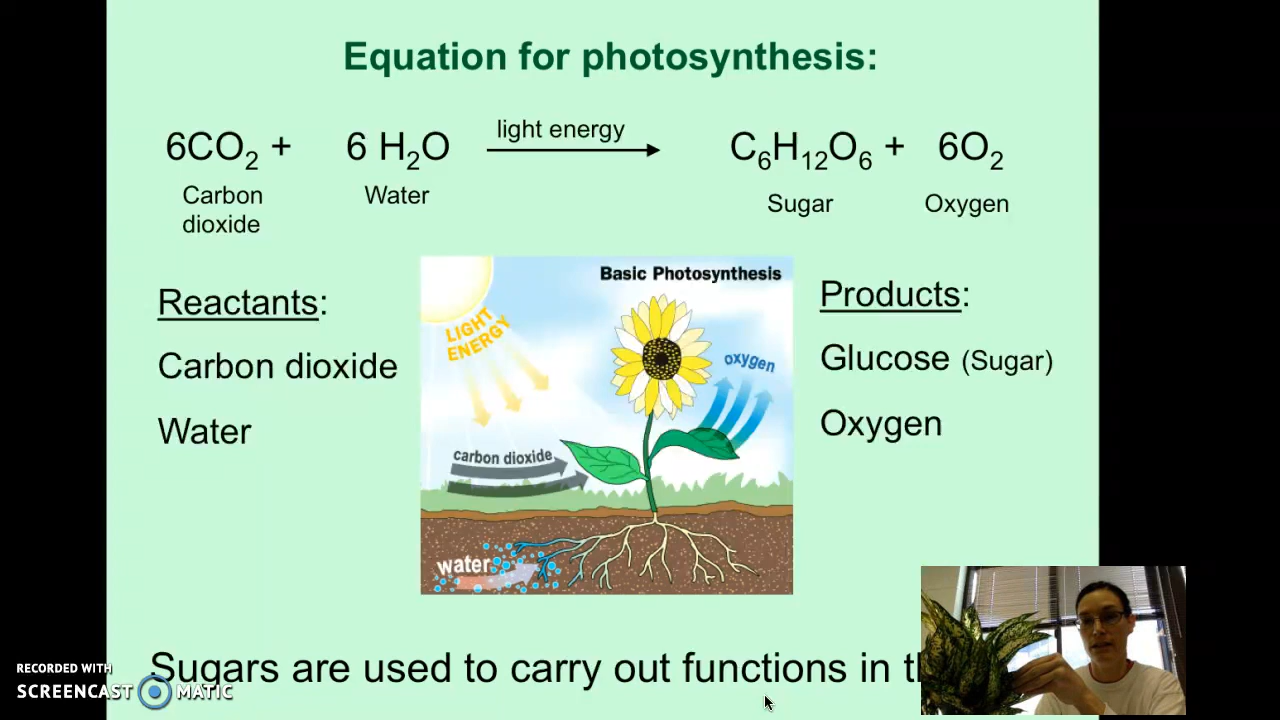 Equation for photosynthesis:
6CO₂ + 6 H₂O light energy C₆H₁₂O₆ + 6O₂
Carbon
dioxide
Water
Sugar
Oxygen
Reactants:
Carbon dioxide
Water
Basic Photosynthesis
LIGHT
ENERGY
oxygen
carbon dioxide
water
Products:
Glucose (Sugar)
Oxygen
Sugars are used to carry out functions in
RECORDED WITH
SCREENCAST MATIC